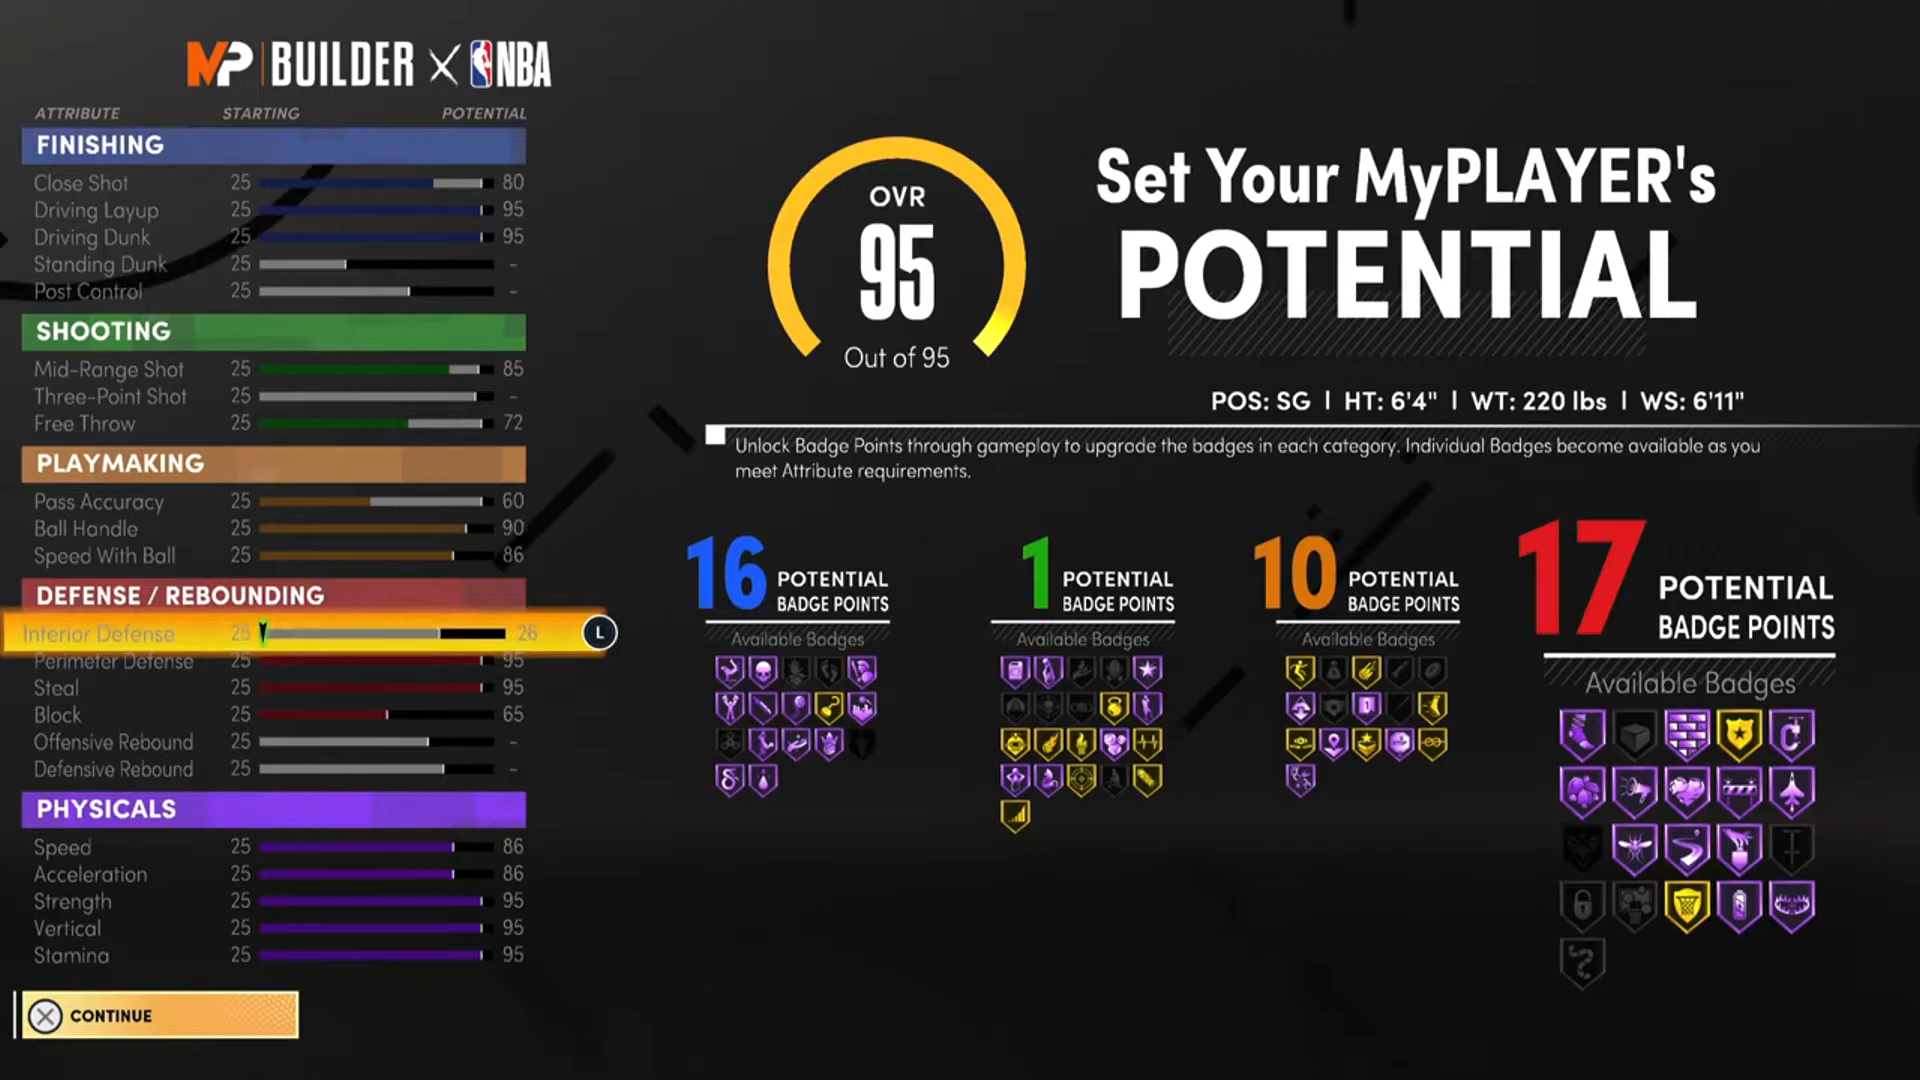 MP | BUILDER X NBA
ATTRIBUTE STARTING POTENTIAL
FINISHING
Close Shot 25 80
Driving Layup 25 95
Driving Dunk 25 95
Standing Dunk 25 -
Post Control 25 -
SHOOTING
Mid-Range Shot 25 85
Three-Point Shot 25 -
Free Throw 25 72
PLAYMAKING
Pass Accuracy 25 60
Ball Handle 25 90
Speed With Ball 25 86
DEFENSE / REBOUNDING
Interior Defense 25 26
L
Perimeter Defense 25 95
Steal 25 95
Block 25 65
Offensive Rebound 25 -
Defensive Rebound 25 -
PHYSICALS
Speed 25 86
Acceleration 25 86
Strength 25 95
Vertical 25 95
Stamina 25 95
CONTINUE
OVR
95
Out of 95
Set Your MyPLAYER's
POTENTIAL
POS: SG | HT: 6'4" | WT: 220 lbs | WS: 6'11"
Unlock Badge Points through gameplay to upgrade the badges in each category. Individual Badges become available as you
meet Attribute requirements.
16 POTENTIAL
BADGE POINTS
Available Badges
1 POTENTIAL
BADGE POINTS
Available Badges
10 POTENTIAL
BADGE POINTS
Available Badges
17 POTENTIAL
BADGE POINTS
Available Badges